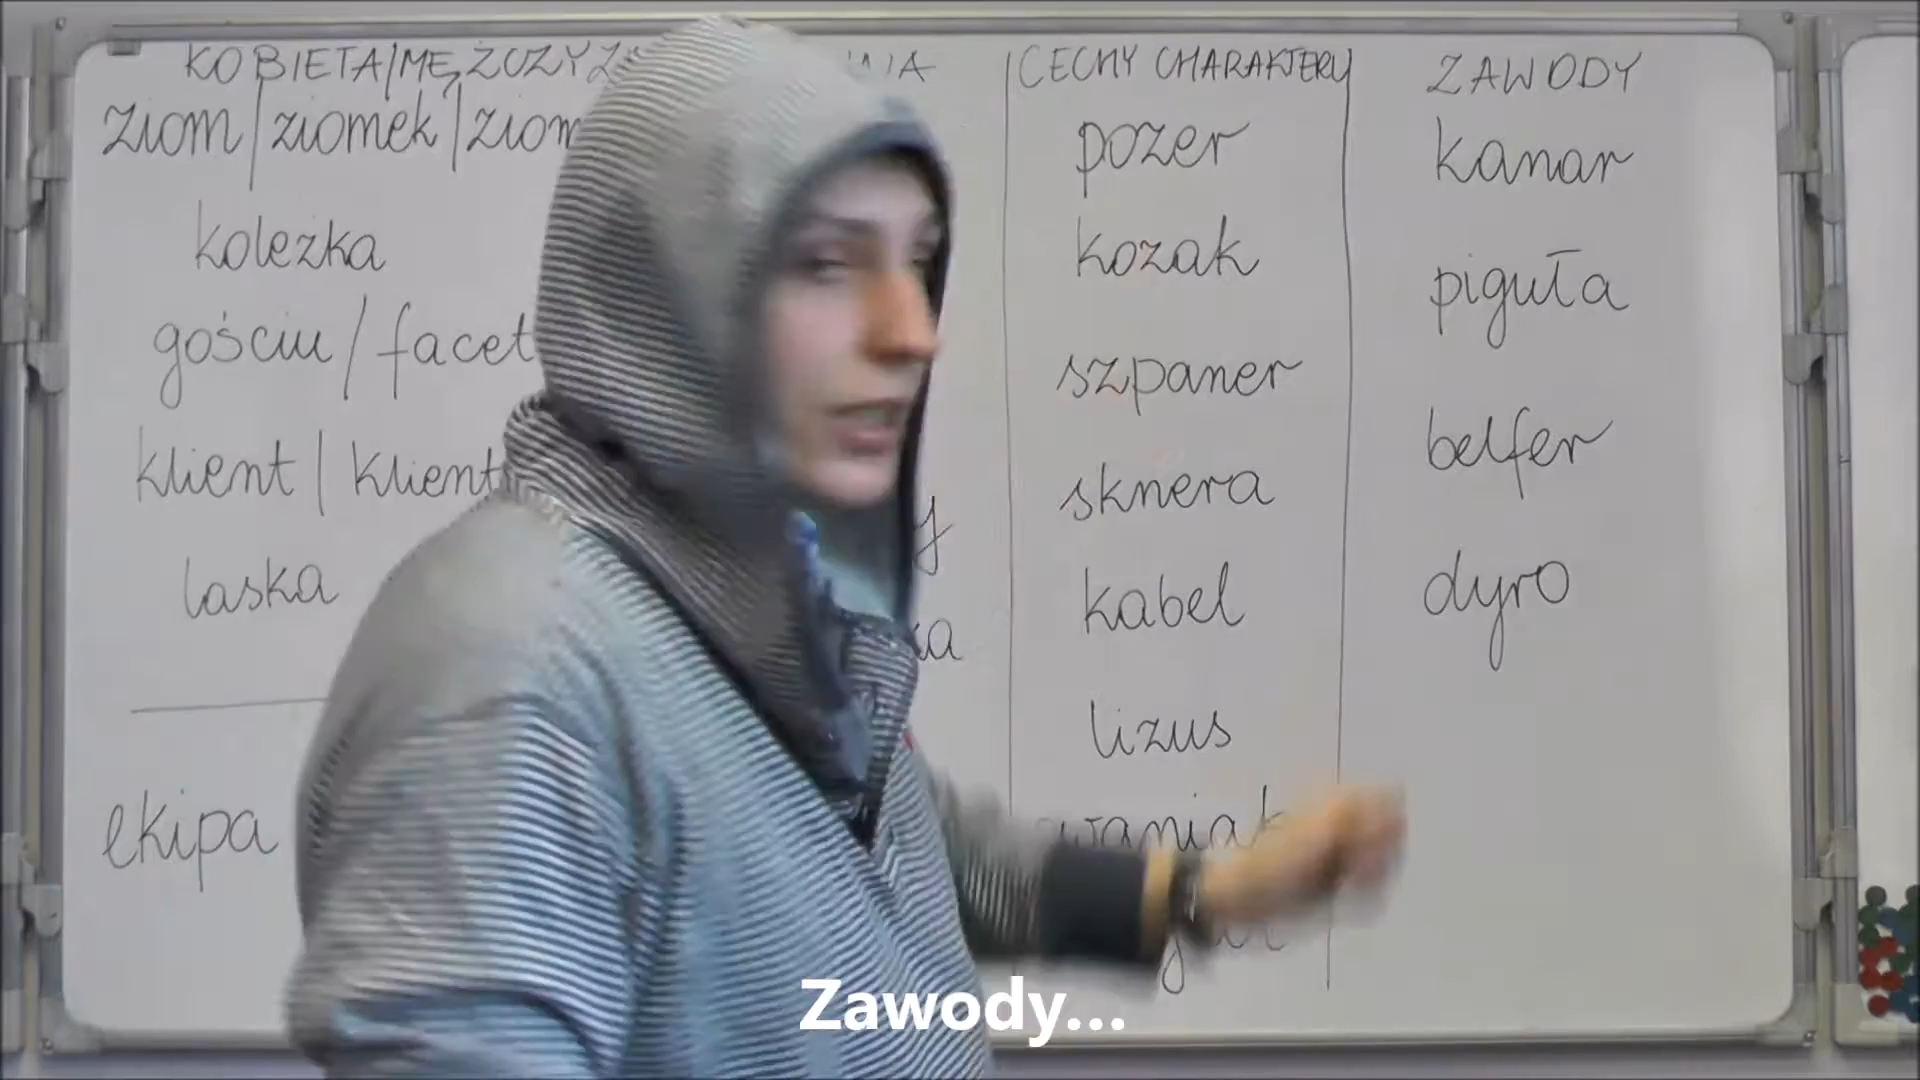 KOBIETA/MĘŻCZYZ
ziom/ziomek/ziom
koleżka
gościu/facet
klient/klient
laska
ekipa
CECHY CHARAKTERU
pozer
kozak
szpaner
sknera
kabel
lizus
ZAWODY
kanar
piguła
belfer
dyro
Zawody...